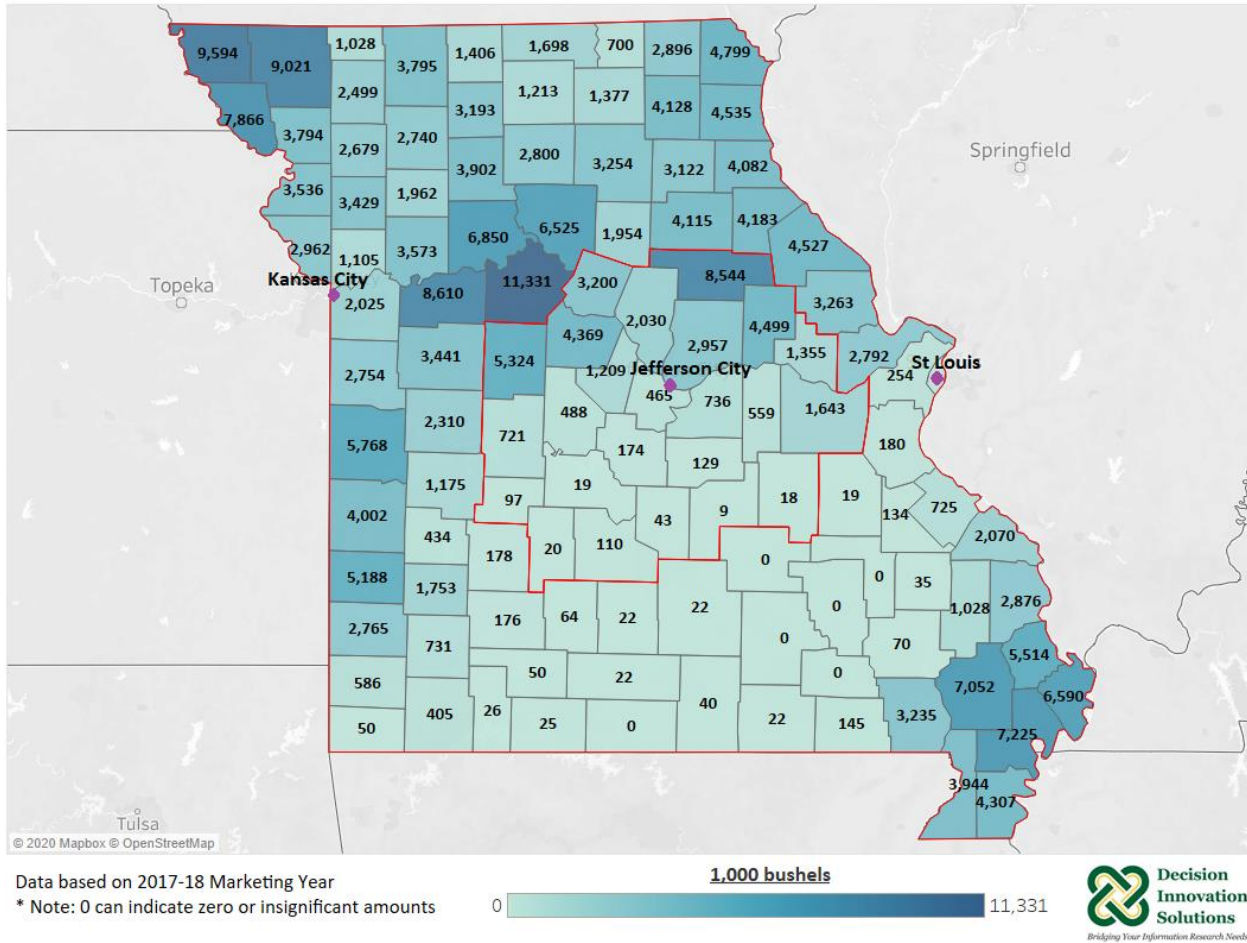 9,594 9,021 1,028 3,795 1,406 1,698 700 2,896 4,799
7,866 2,499 3,193 1,213 1,377 4,128 4,535
3,794 2,679 2,740 3,902 2,800 3,254 3,122 4,082
Springfield
3,536 3,429 1,962 6,850 6,525 1,954 4,115 4,183 4,527
2,962 1,105 3,573
Kansas City
Topeka
2,025 8,610 11,331 3,200 8,544 3,263
2,030 4,499
2,754 3,441 5,324 4,369 2,957 1,355 2,792
1,209 Jefferson City 254 St Louis
465
5,768 2,310 721 488 736 559 1,643
174 129 180
1,175 97 19 18 19
4,002 434 43 9 134 725
178 20 110 2,070
5,188 1,753 0 0 35
176 64 22 22 0 1,028 2,876
2,765 731 0 70
50 22 0 5,514
586 7,052 6,590
50 405 26 25 0 40 22 145 3,235
7,225
3,944
4,307
Tulsa
© 2020 Mapbox © OpenStreetMap
Data based on 2017-18 Marketing Year
* Note: 0 can indicate zero or insignificant amounts
1,000 bushels
0 11,331
Decision
Innovation
Solutions
Bridging Your Information Research Needs